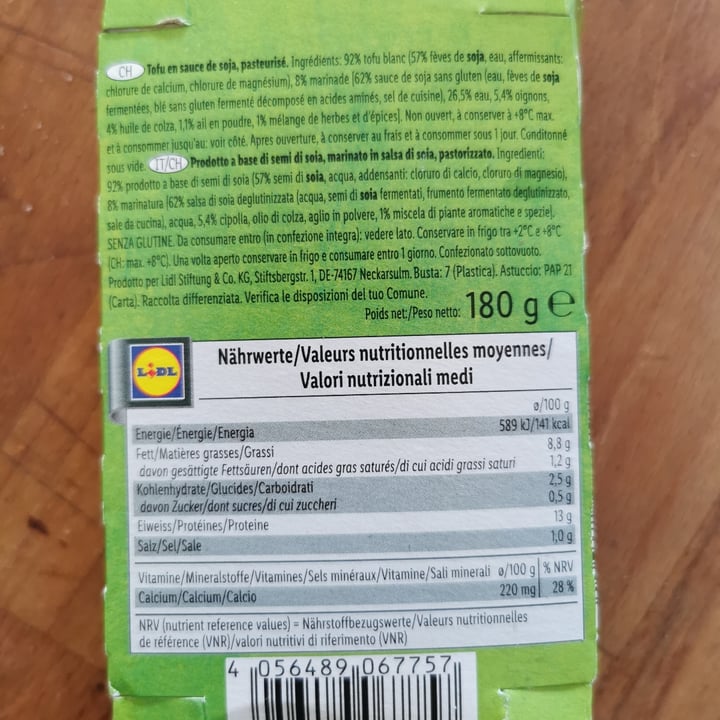 CH Tofu en sauce de soja, pasteurisé. Ingrédients: 92% tofu blanc (57% fèves de soja, eau, affermissants:
chlorure de calcium, chlorure de magnésium), 8% marinade [62% sauce de soja sans gluten (eau, fèves de soja
fermentées, blé sans gluten fermenté décomposé en acides aminés, sel de cuisine), 26,5% eau, 5,4% oignons,
4% huile de colza, 1,1% ail en poudre, 1% mélange de herbes et d'épices]. Non ouvert, à conserver à +8°C max.
et à consommer jusqu'au: voir côté. Apres ouverture, à conserver au frais et à consommer sous 1 jour. Conditonné
sous vide. IT/CH Prodotto a base di semi di soia, marinato in salsa di soia, pastorizzato. Ingredienti:
92% prodotto a base di semi di soia (57% semi di soia, acqua, addensanti: cloruro di calcio, cloruro di magnesio),
8% marinatura [62% salsa di soia deglutinizzata (acqua, semi di soia fermentati, frumento fermentato deglutinizzato,
sale da cucina), acqua, 5,4% cipolla, olio di colza, aglio in polvere, 1% miscela di piante aromatiche e spezie].
SENZA GLUTINE. Da consumare entro (in confezione integra): vedere lato. Conservare in frigo tra +2°C e +8°C
(CH: max. +8°C). Una volta aperto conservare in frigo e consumare entro 1 giorno. Confezionato sottovuoto.
Prodotto per Lidl Stiftung & Co. KG, Stiftsbergstr. 1, DE-74167 Neckarsulm. Busta: 7 (Plastica). Astuccio: PAP 21
(Carta). Raccolta differenziata. Verifica le disposizioni del tuo Comune.
Poids net:/Peso netto: 180 g e
LIDL
Nährwerte/Valeurs nutritionnelles moyennes/
Valori nutrizionali medi
ø/100 g
Energie/Énergie/Energia 589 kJ/141 kcal
Fett/Matières grasses/Grassi 8,8 g
davon gesättigte Fettsäuren/dont acides gras saturés/di cui acidi grassi saturi 1,2 g
Kohlenhydrate/Glucides/Carboidrati 2,5 g
davon Zucker/dont sucres/di cui zuccheri 0,5 g
Eiweiss/Protéines/Proteine 13 g
Salz/Sel/Sale 1,0 g
Vitamine/Mineralstoffe/Vitamines/Sels minéraux/Vitamine/Sali minerali ø/100 g % NRV
Calcium/Calcium/Calcio 220 mg 28 %
NRV (nutrient reference values) = Nährstoffbezugswerte/Valeurs nutritionnelles
de référence (VNR)/valori nutritivi di riferimento (VNR)
4 056489 067757